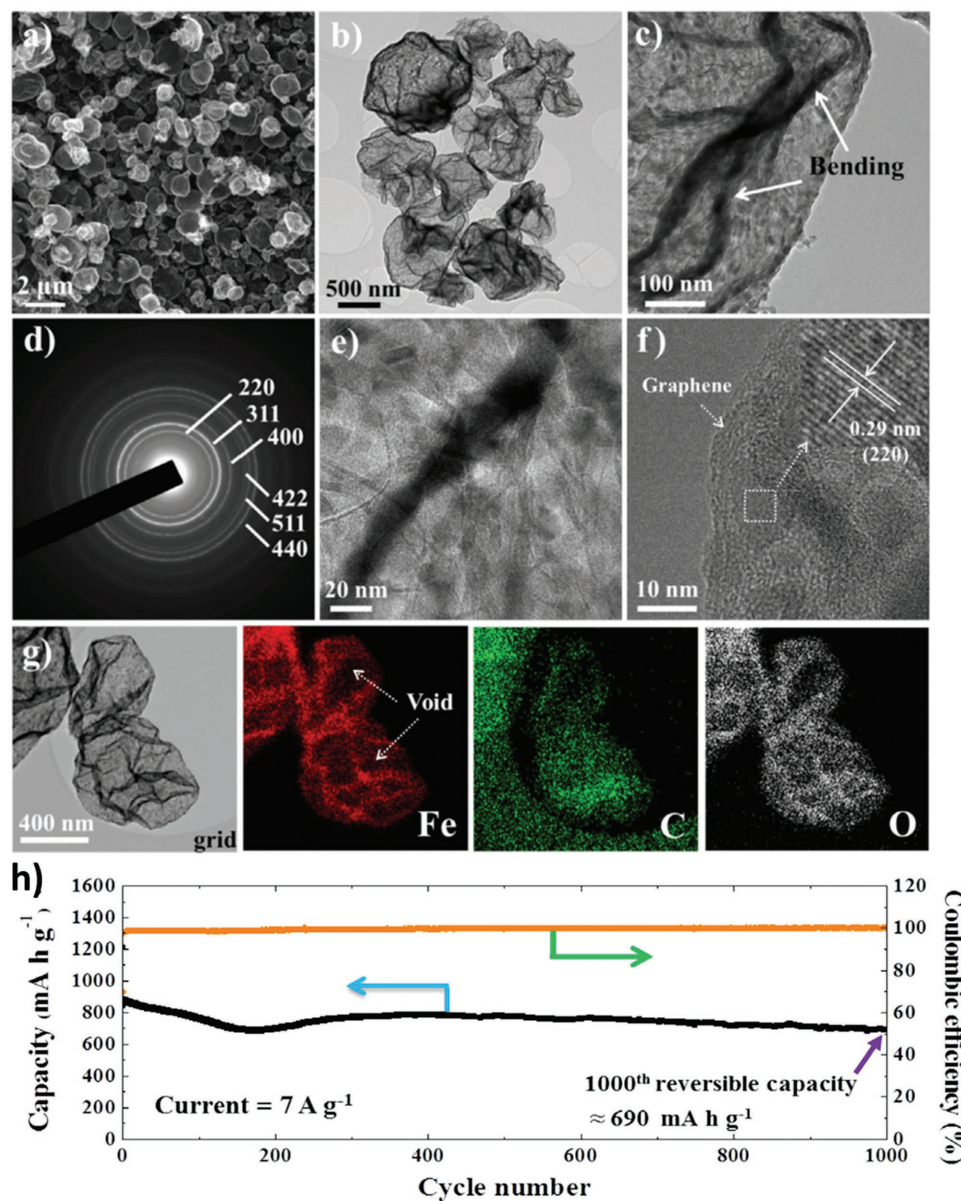 a)
2 μm
b)
500 nm
c)
Bending
100 nm
d)
220
311
400
422
511
440
e)
20 nm
f)
Graphene
0.29 nm
(220)
10 nm
g)
400 nm
grid
Void
Fe
C
O
h)
Capacity (mA h g⁻¹)
1600
1400
1200
1000
800
600
400
200
0
Current = 7 A g⁻¹
1000ᵗʰ reversible capacity
≈ 690 mA h g⁻¹
120
100
80
60
40
20
0
Coulombic efficiency (%)
0 200 400 600 800 1000
Cycle number